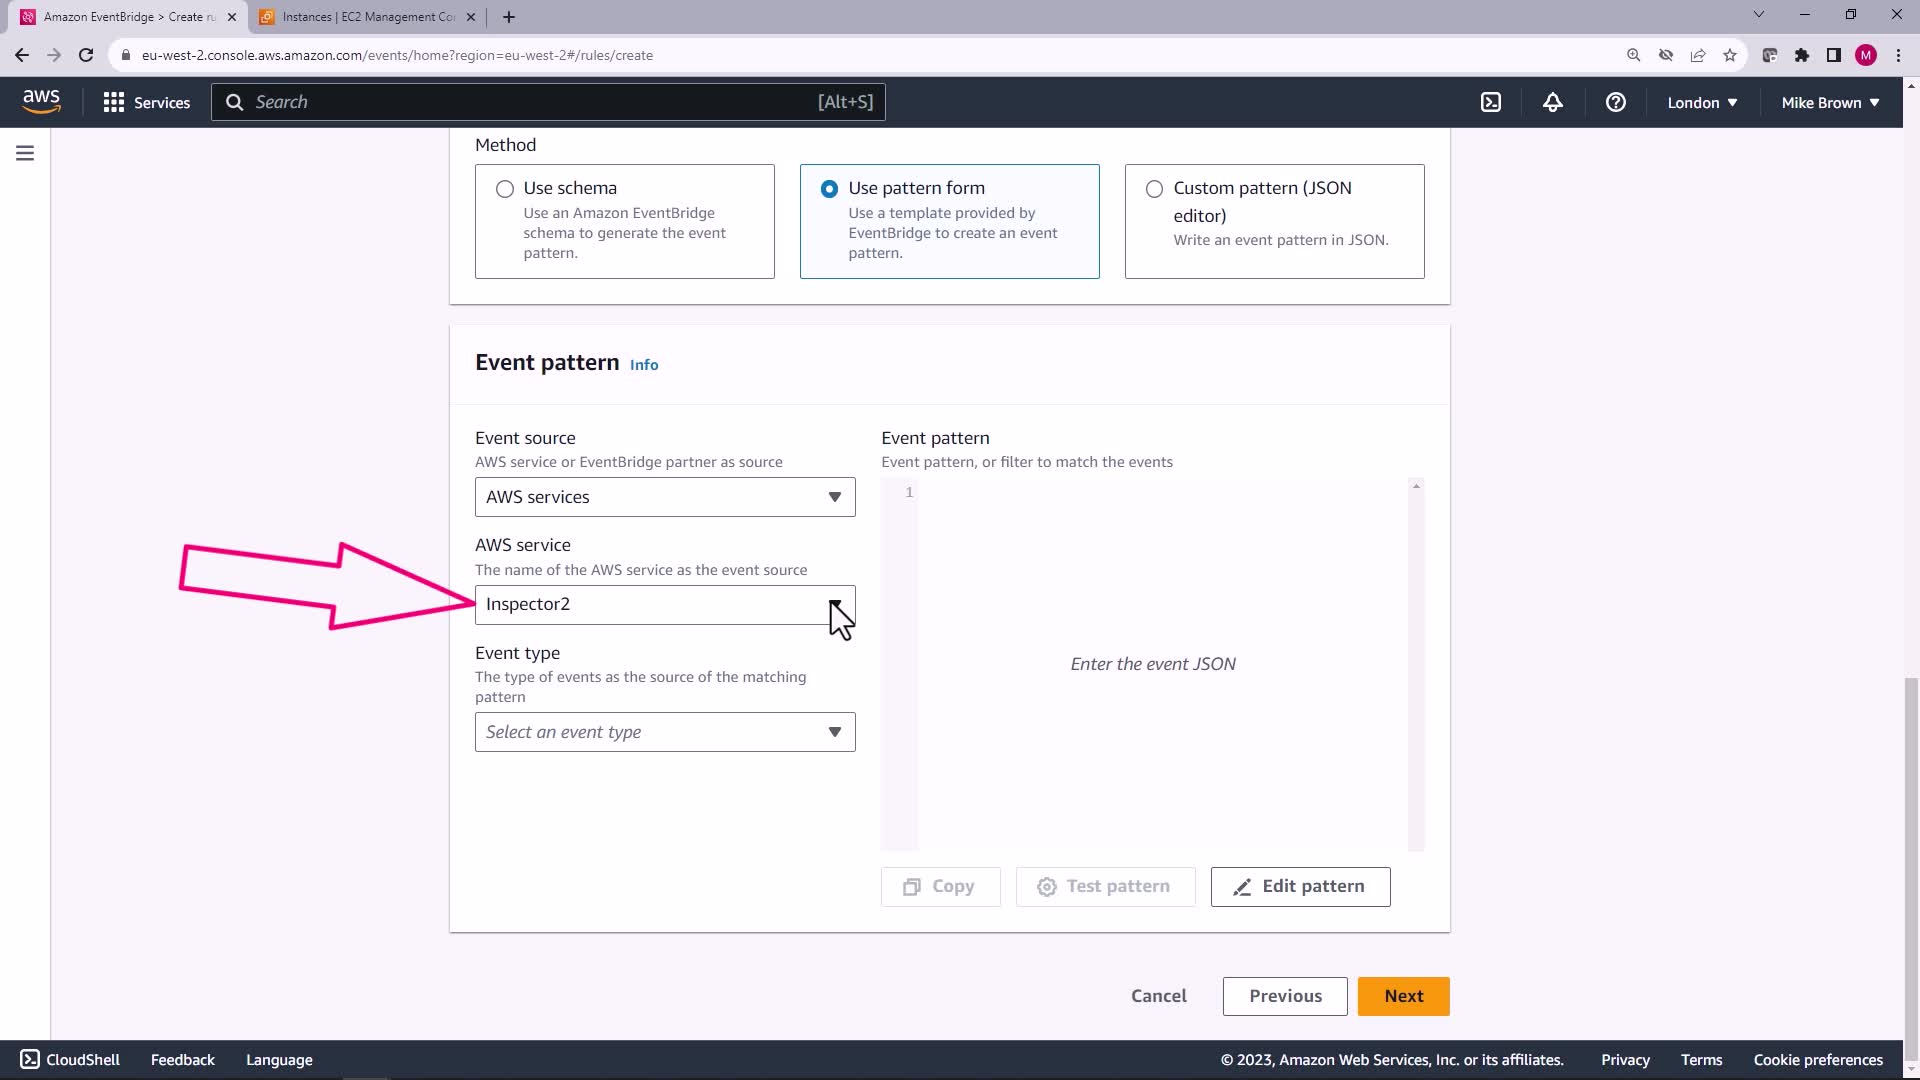 Amazon EventBridge > Create ru
Instances | EC2 Management Co
eu-west-2.console.aws.amazon.com/events/home?region=eu-west-2#/rules/create
M
aws
Services
Search
[Alt+S]
London
Mike Brown
Method
Use schema
Use an Amazon EventBridge
schema to generate the event
pattern.
Use pattern form
Use a template provided by
EventBridge to create an event
pattern.
Custom pattern (JSON
editor)
Write an event pattern in JSON.
Event pattern Info
Event source
AWS service or EventBridge partner as source
AWS services
AWS service
The name of the AWS service as the event source
Inspector2
Event type
The type of events as the source of the matching
pattern
Select an event type
Event pattern
Event pattern, or filter to match the events
1
Enter the event JSON
Copy
Test pattern
Edit pattern
Cancel
Previous
Next
CloudShell
Feedback
Language
© 2023, Amazon Web Services, Inc. or its affiliates.
Privacy
Terms
Cookie preferences